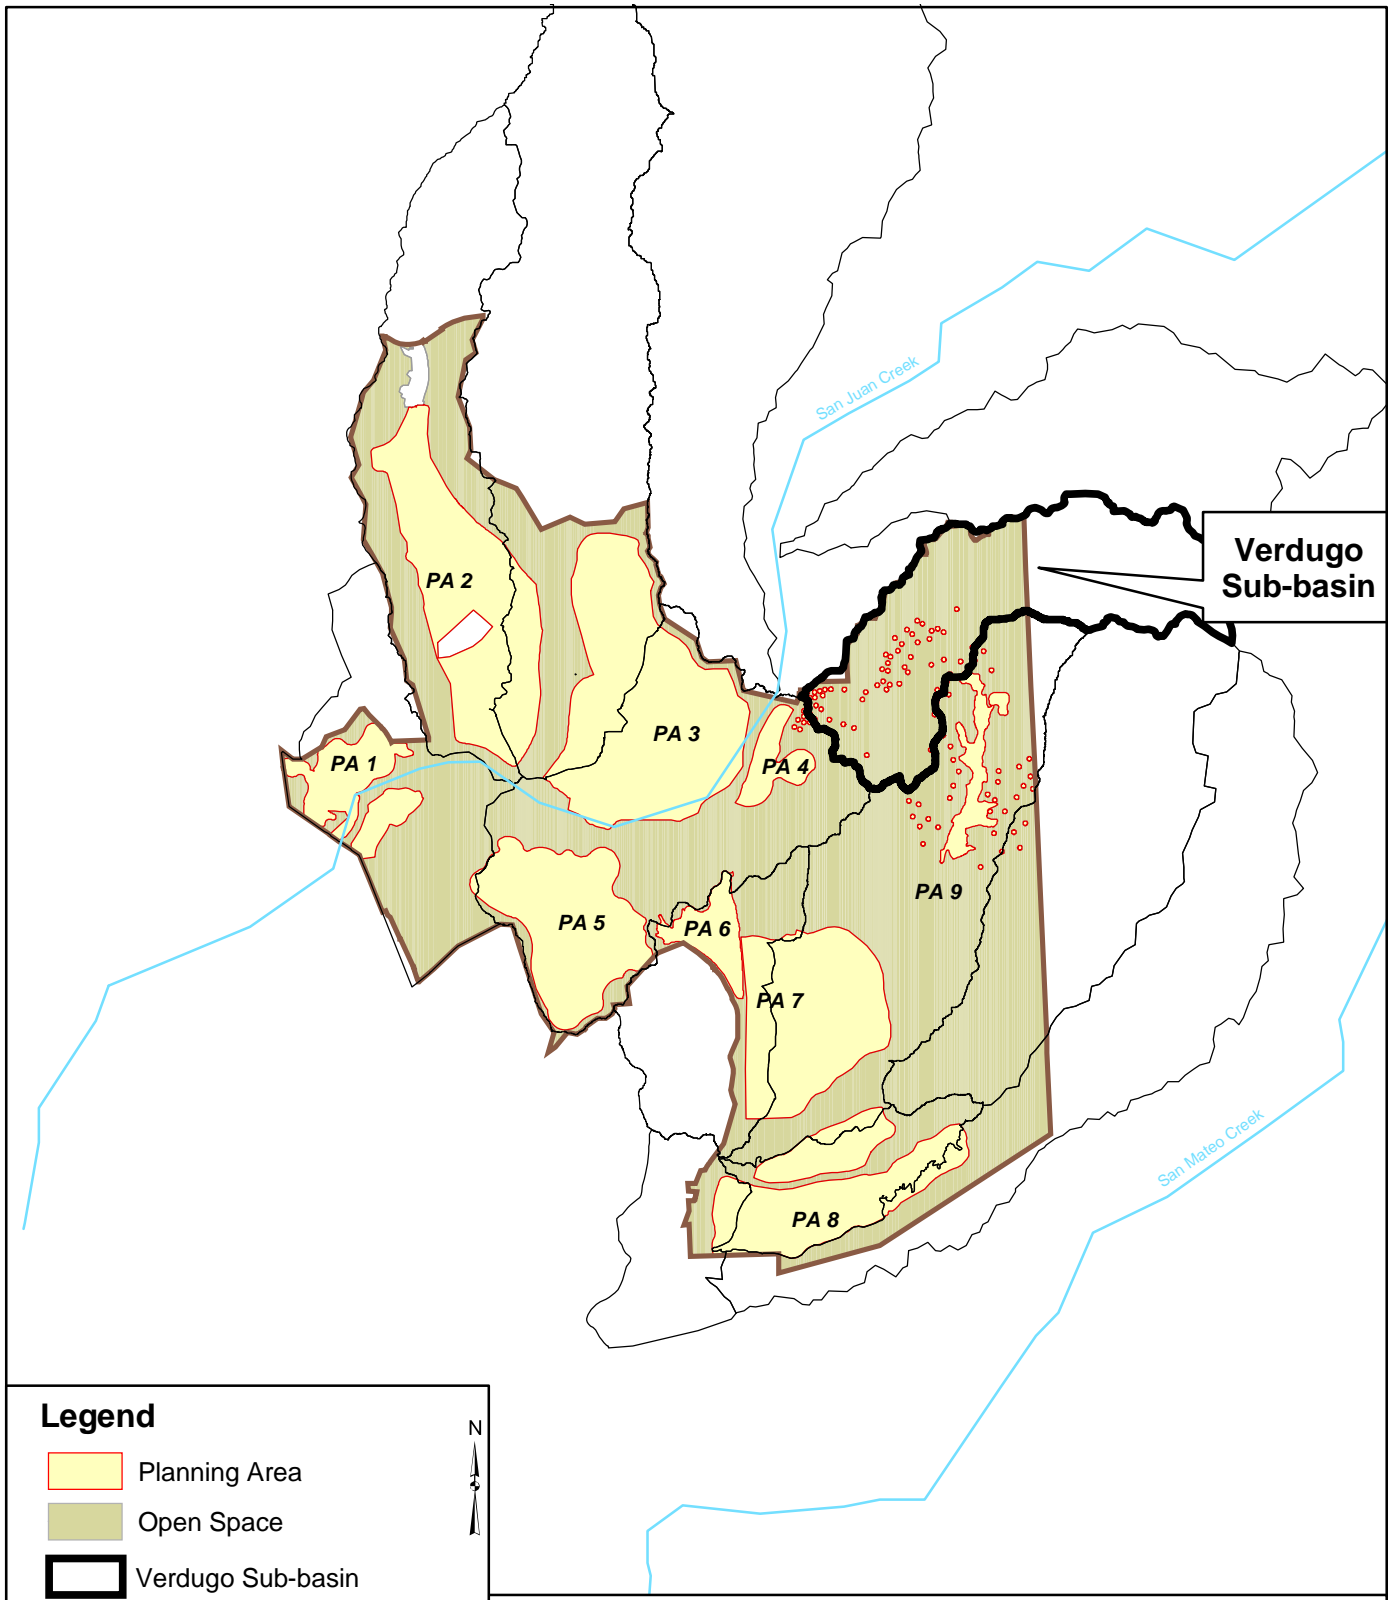 San Juan Creek
Verdugo
Sub-basin
PA 2
PA 3
PA 1
PA 4
PA 9
PA 5
PA 6
PA 7
San Mateo Creek
PA 8
Legend
N
Planning Area
Open Space
Verdugo Sub-basin